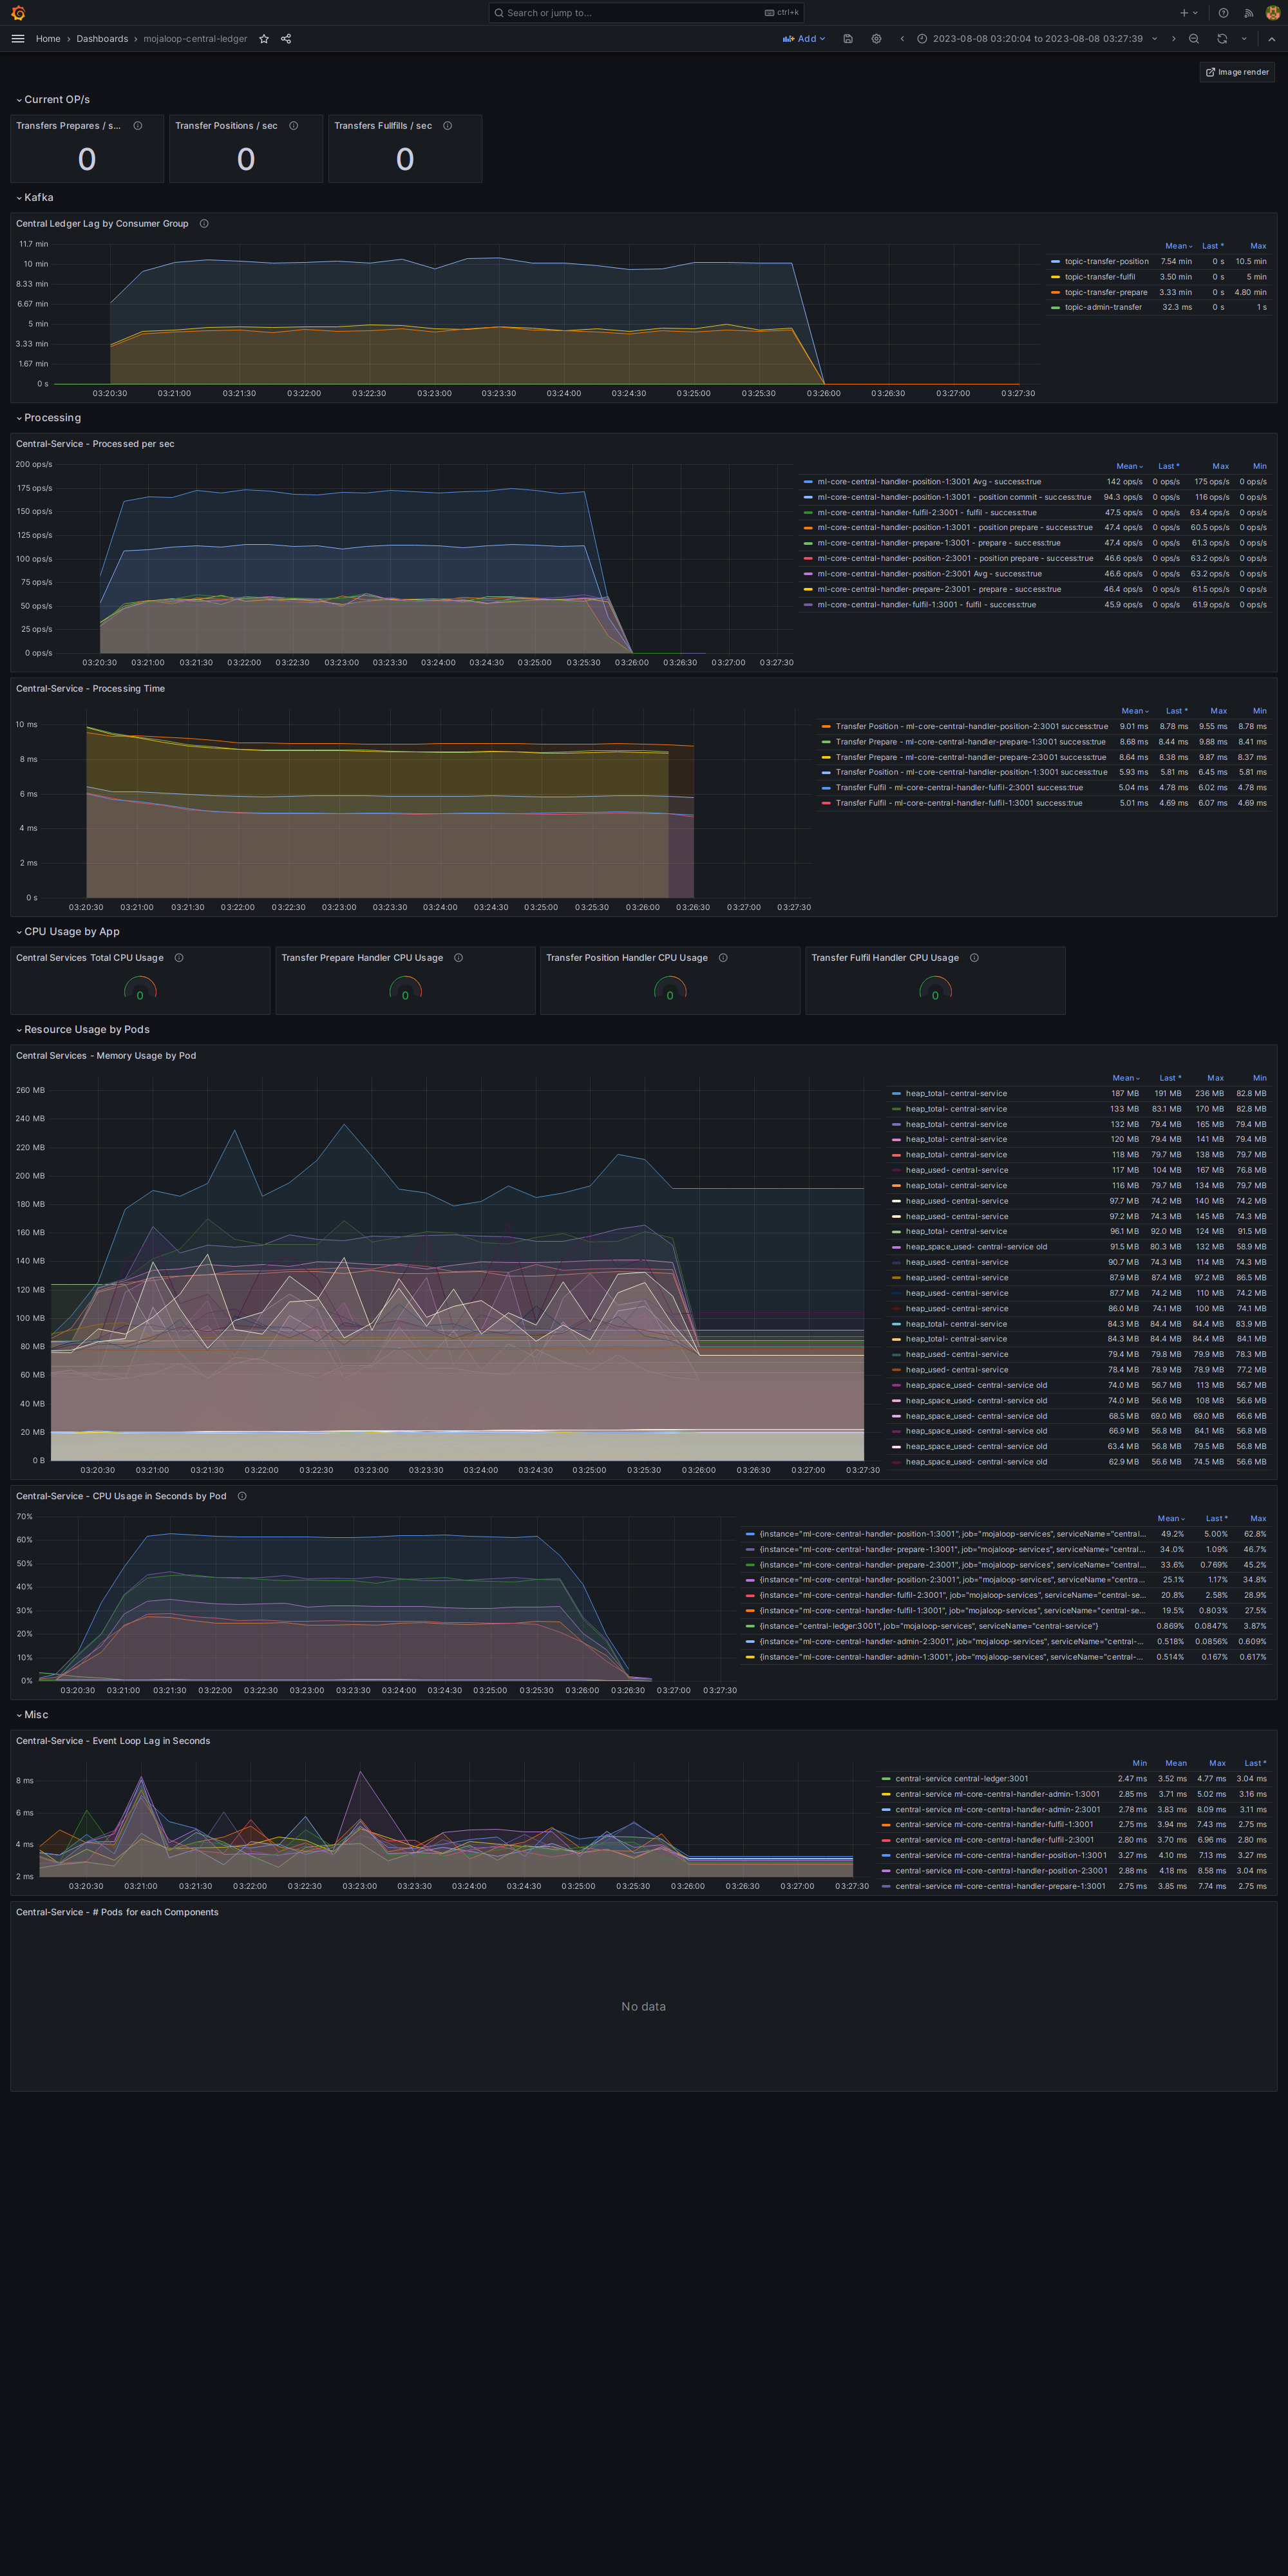 Search or jump to...
ctrl+k
Home › Dashboards › mojaloop-central-ledger
Add
2023-08-08 03:20:04 to 2023-08-08 03:27:39
Image render
Current OP/s
Transfers Prepares / s...
Transfer Positions / sec
Transfers Fullfills / sec
0
0
0
Kafka
Central Ledger Lag by Consumer Group
11.7 min
10 min
8.33 min
6.67 min
5 min
3.33 min
1.67 min
0 s
03:20:30 03:21:00 03:21:30 03:22:00 03:22:30 03:23:00 03:23:30 03:24:00 03:24:30 03:25:00 03:25:30 03:26:00 03:26:30 03:27:00 03:27:30
Mean Last * Max
topic-transfer-position 7.54 min 0 s 10.5 min
topic-transfer-fulfil 3.50 min 0 s 5 min
topic-transfer-prepare 3.33 min 0 s 4.80 min
topic-admin-transfer 32.3 ms 0 s 1 s
Processing
Central-Service - Processed per sec
200 ops/s
175 ops/s
150 ops/s
125 ops/s
100 ops/s
75 ops/s
50 ops/s
25 ops/s
0 ops/s
03:20:30 03:21:00 03:21:30 03:22:00 03:22:30 03:23:00 03:23:30 03:24:00 03:24:30 03:25:00 03:25:30 03:26:00 03:26:30 03:27:00 03:27:30
Mean Last * Max Min
ml-core-central-handler-position-1:3001 Avg - success:true 142 ops/s 0 ops/s 175 ops/s 0 ops/s
ml-core-central-handler-position-1:3001 - position commit - success:true 94.3 ops/s 0 ops/s 116 ops/s 0 ops/s
ml-core-central-handler-fulfil-2:3001 - fulfil - success:true 47.5 ops/s 0 ops/s 63.4 ops/s 0 ops/s
ml-core-central-handler-position-1:3001 - position prepare - success:true 47.4 ops/s 0 ops/s 60.5 ops/s 0 ops/s
ml-core-central-handler-prepare-1:3001 - prepare - success:true 47.4 ops/s 0 ops/s 61.3 ops/s 0 ops/s
ml-core-central-handler-position-2:3001 - position prepare - success:true 46.6 ops/s 0 ops/s 63.2 ops/s 0 ops/s
ml-core-central-handler-position-2:3001 Avg - success:true 46.6 ops/s 0 ops/s 63.2 ops/s 0 ops/s
ml-core-central-handler-prepare-2:3001 - prepare - success:true 46.4 ops/s 0 ops/s 61.5 ops/s 0 ops/s
ml-core-central-handler-fulfil-1:3001 - fulfil - success:true 45.9 ops/s 0 ops/s 61.9 ops/s 0 ops/s
Central-Service - Processing Time
10 ms
8 ms
6 ms
4 ms
2 ms
0 s
03:20:30 03:21:00 03:21:30 03:22:00 03:22:30 03:23:00 03:23:30 03:24:00 03:24:30 03:25:00 03:25:30 03:26:00 03:26:30 03:27:00 03:27:30
Mean Last * Max Min
Transfer Position - ml-core-central-handler-position-2:3001 success:true 9.01 ms 8.78 ms 9.55 ms 8.78 ms
Transfer Prepare - ml-core-central-handler-prepare-1:3001 success:true 8.68 ms 8.44 ms 9.88 ms 8.41 ms
Transfer Prepare - ml-core-central-handler-prepare-2:3001 success:true 8.64 ms 8.38 ms 9.87 ms 8.37 ms
Transfer Position - ml-core-central-handler-position-1:3001 success:true 5.93 ms 5.81 ms 6.45 ms 5.81 ms
Transfer Fulfil - ml-core-central-handler-fulfil-2:3001 success:true 5.04 ms 4.78 ms 6.02 ms 4.78 ms
Transfer Fulfil - ml-core-central-handler-fulfil-1:3001 success:true 5.01 ms 4.69 ms 6.07 ms 4.69 ms
CPU Usage by App
Central Services Total CPU Usage
Transfer Prepare Handler CPU Usage
Transfer Position Handler CPU Usage
Transfer Fulfil Handler CPU Usage
0
0
0
0
Resource Usage by Pods
Central Services - Memory Usage by Pod
260 MB
240 MB
220 MB
200 MB
180 MB
160 MB
140 MB
120 MB
100 MB
80 MB
60 MB
40 MB
20 MB
0 B
03:20:30 03:21:00 03:21:30 03:22:00 03:22:30 03:23:00 03:23:30 03:24:00 03:24:30 03:25:00 03:25:30 03:26:00 03:26:30 03:27:00 03:27:30
Mean Last * Max Min
heap_total- central-service 187 MB 191 MB 236 MB 82.8 MB
heap_total- central-service 133 MB 83.1 MB 170 MB 82.8 MB
heap_total- central-service 132 MB 79.4 MB 165 MB 79.4 MB
heap_total- central-service 120 MB 79.4 MB 141 MB 79.4 MB
heap_total- central-service 118 MB 79.7 MB 138 MB 79.7 MB
heap_used- central-service 117 MB 104 MB 167 MB 76.8 MB
heap_total- central-service 116 MB 79.7 MB 134 MB 79.7 MB
heap_used- central-service 97.7 MB 74.2 MB 140 MB 74.2 MB
heap_used- central-service 97.2 MB 74.3 MB 145 MB 74.3 MB
heap_total- central-service 96.1 MB 92.0 MB 124 MB 91.5 MB
heap_space_used- central-service old 91.5 MB 80.3 MB 132 MB 58.9 MB
heap_used- central-service 90.7 MB 74.3 MB 114 MB 74.3 MB
heap_used- central-service 87.9 MB 87.4 MB 97.2 MB 86.5 MB
heap_used- central-service 87.7 MB 74.2 MB 110 MB 74.2 MB
heap_used- central-service 86.0 MB 74.1 MB 100 MB 74.1 MB
heap_total- central-service 84.3 MB 84.4 MB 84.4 MB 83.9 MB
heap_total- central-service 84.3 MB 84.4 MB 84.4 MB 84.1 MB
heap_used- central-service 79.4 MB 79.8 MB 79.9 MB 78.3 MB
heap_used- central-service 78.4 MB 78.9 MB 78.9 MB 77.2 MB
heap_space_used- central-service old 74.0 MB 56.7 MB 113 MB 56.7 MB
heap_space_used- central-service old 74.0 MB 56.6 MB 108 MB 56.6 MB
heap_space_used- central-service old 68.5 MB 69.0 MB 69.0 MB 66.6 MB
heap_space_used- central-service old 66.9 MB 56.8 MB 84.1 MB 56.8 MB
heap_space_used- central-service old 63.4 MB 56.8 MB 79.5 MB 56.8 MB
heap_space_used- central-service old 62.9 MB 56.6 MB 74.5 MB 56.6 MB
Central-Service - CPU Usage in Seconds by Pod
70%
60%
50%
40%
30%
20%
10%
0%
03:20:30 03:21:00 03:21:30 03:22:00 03:22:30 03:23:00 03:23:30 03:24:00 03:24:30 03:25:00 03:25:30 03:26:00 03:26:30 03:27:00 03:27:30
Mean Last * Max
{instance="ml-core-central-handler-position-1:3001", job="mojaloop-services", serviceName="central... 49.2% 5.00% 62.8%
{instance="ml-core-central-handler-prepare-1:3001", job="mojaloop-services", serviceName="central... 34.0% 1.09% 46.7%
{instance="ml-core-central-handler-prepare-2:3001", job="mojaloop-services", serviceName="central... 33.6% 0.769% 45.2%
{instance="ml-core-central-handler-position-2:3001", job="mojaloop-services", serviceName="centra... 25.1% 1.17% 34.8%
{instance="ml-core-central-handler-fulfil-2:3001", job="mojaloop-services", serviceName="central-se... 20.8% 2.58% 28.9%
{instance="ml-core-central-handler-fulfil-1:3001", job="mojaloop-services", serviceName="central-se... 19.5% 0.803% 27.5%
{instance="central-ledger:3001", job="mojaloop-services", serviceName="central-service"} 0.869% 0.0847% 3.87%
{instance="ml-core-central-handler-admin-2:3001", job="mojaloop-services", serviceName="central-... 0.518% 0.0856% 0.609%
{instance="ml-core-central-handler-admin-1:3001", job="mojaloop-services", serviceName="central-... 0.514% 0.167% 0.617%
Misc
Central-Service - Event Loop Lag in Seconds
8 ms
6 ms
4 ms
2 ms
03:20:30 03:21:00 03:21:30 03:22:00 03:22:30 03:23:00 03:23:30 03:24:00 03:24:30 03:25:00 03:25:30 03:26:00 03:26:30 03:27:00 03:27:30
Min Mean Max Last *
central-service central-ledger:3001 2.47 ms 3.52 ms 4.77 ms 3.04 ms
central-service ml-core-central-handler-admin-1:3001 2.85 ms 3.71 ms 5.02 ms 3.16 ms
central-service ml-core-central-handler-admin-2:3001 2.78 ms 3.83 ms 8.09 ms 3.11 ms
central-service ml-core-central-handler-fulfil-1:3001 2.75 ms 3.94 ms 7.43 ms 2.75 ms
central-service ml-core-central-handler-fulfil-2:3001 2.80 ms 3.70 ms 6.96 ms 2.80 ms
central-service ml-core-central-handler-position-1:3001 3.27 ms 4.10 ms 7.13 ms 3.27 ms
central-service ml-core-central-handler-position-2:3001 2.88 ms 4.18 ms 8.58 ms 3.04 ms
central-service ml-core-central-handler-prepare-1:3001 2.75 ms 3.85 ms 7.74 ms 2.75 ms
Central-Service - # Pods for each Components
No data